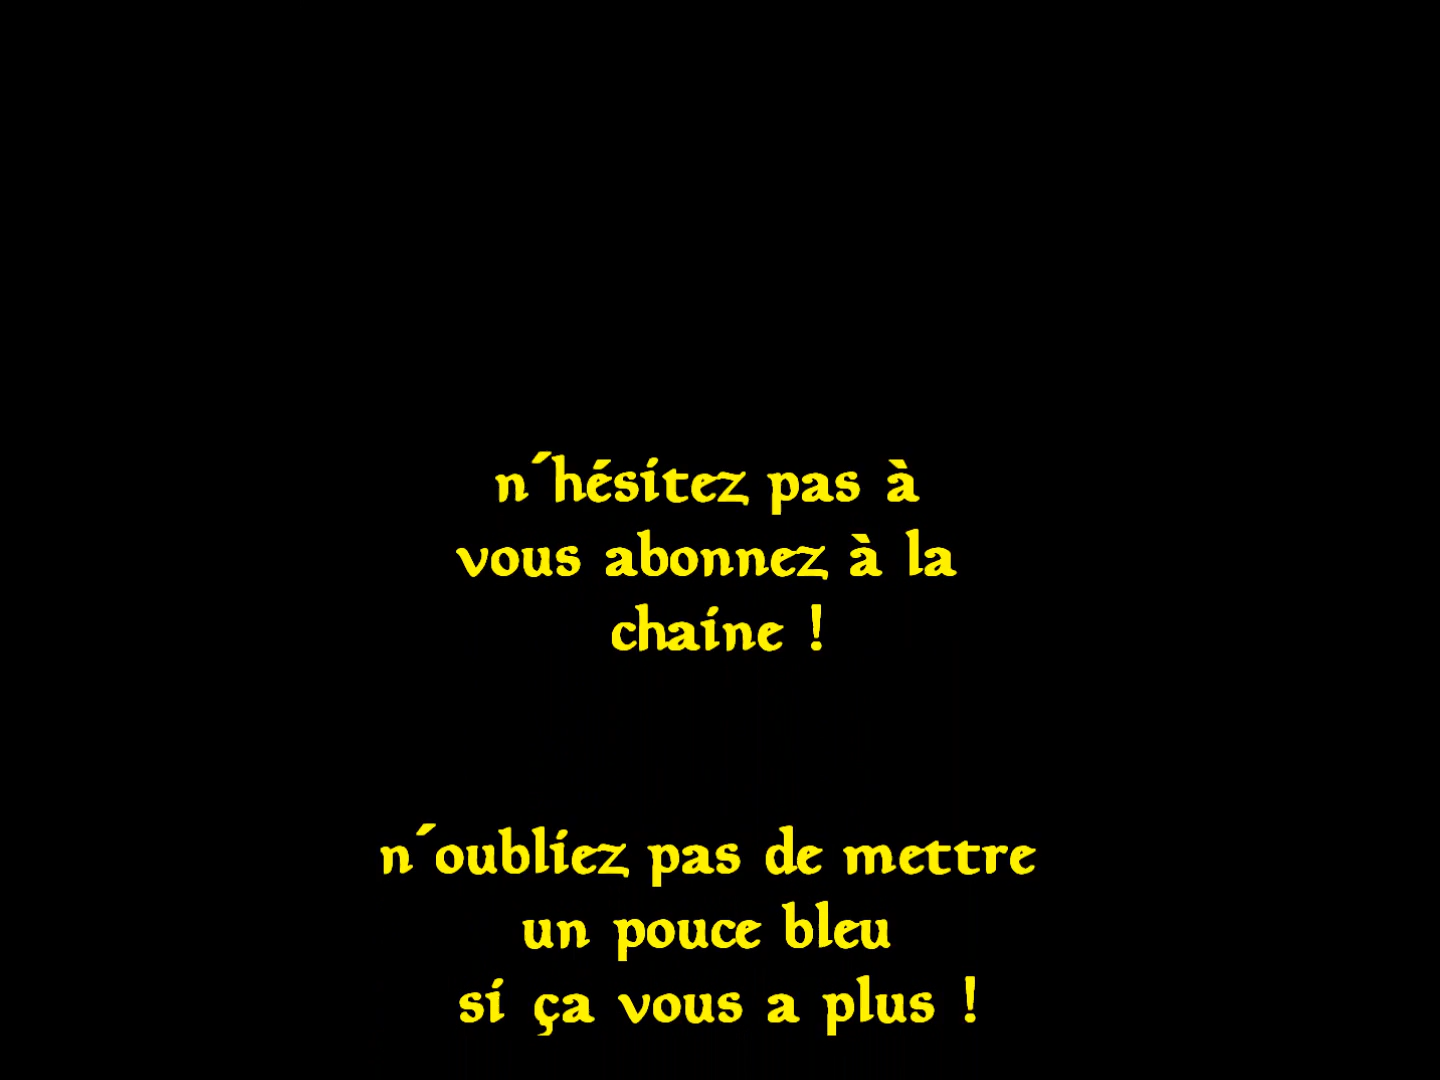 n´hésitez pas à
vous abonnez à la
chaine !
n´oubliez pas de mettre
un pouce bleu
si ça vous a plus !